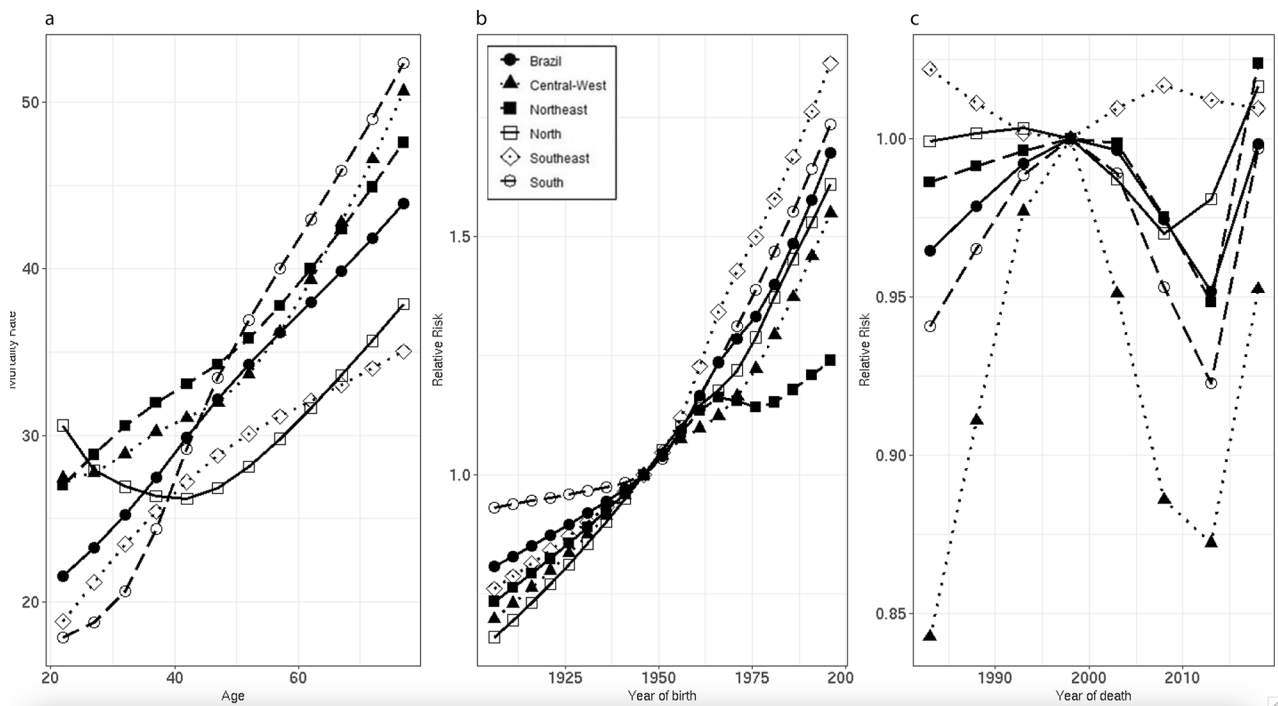 a
b
c
50
40
30
20
20
40
60
Age
Relative Risk
1.5
1.0
Brazil
Central-West
Northeast
North
Southeast
South
1925
1950
1975
200
Year of birth
Relative Risk
1.00
0.95
0.90
0.85
1990
2000
2010
Year of death